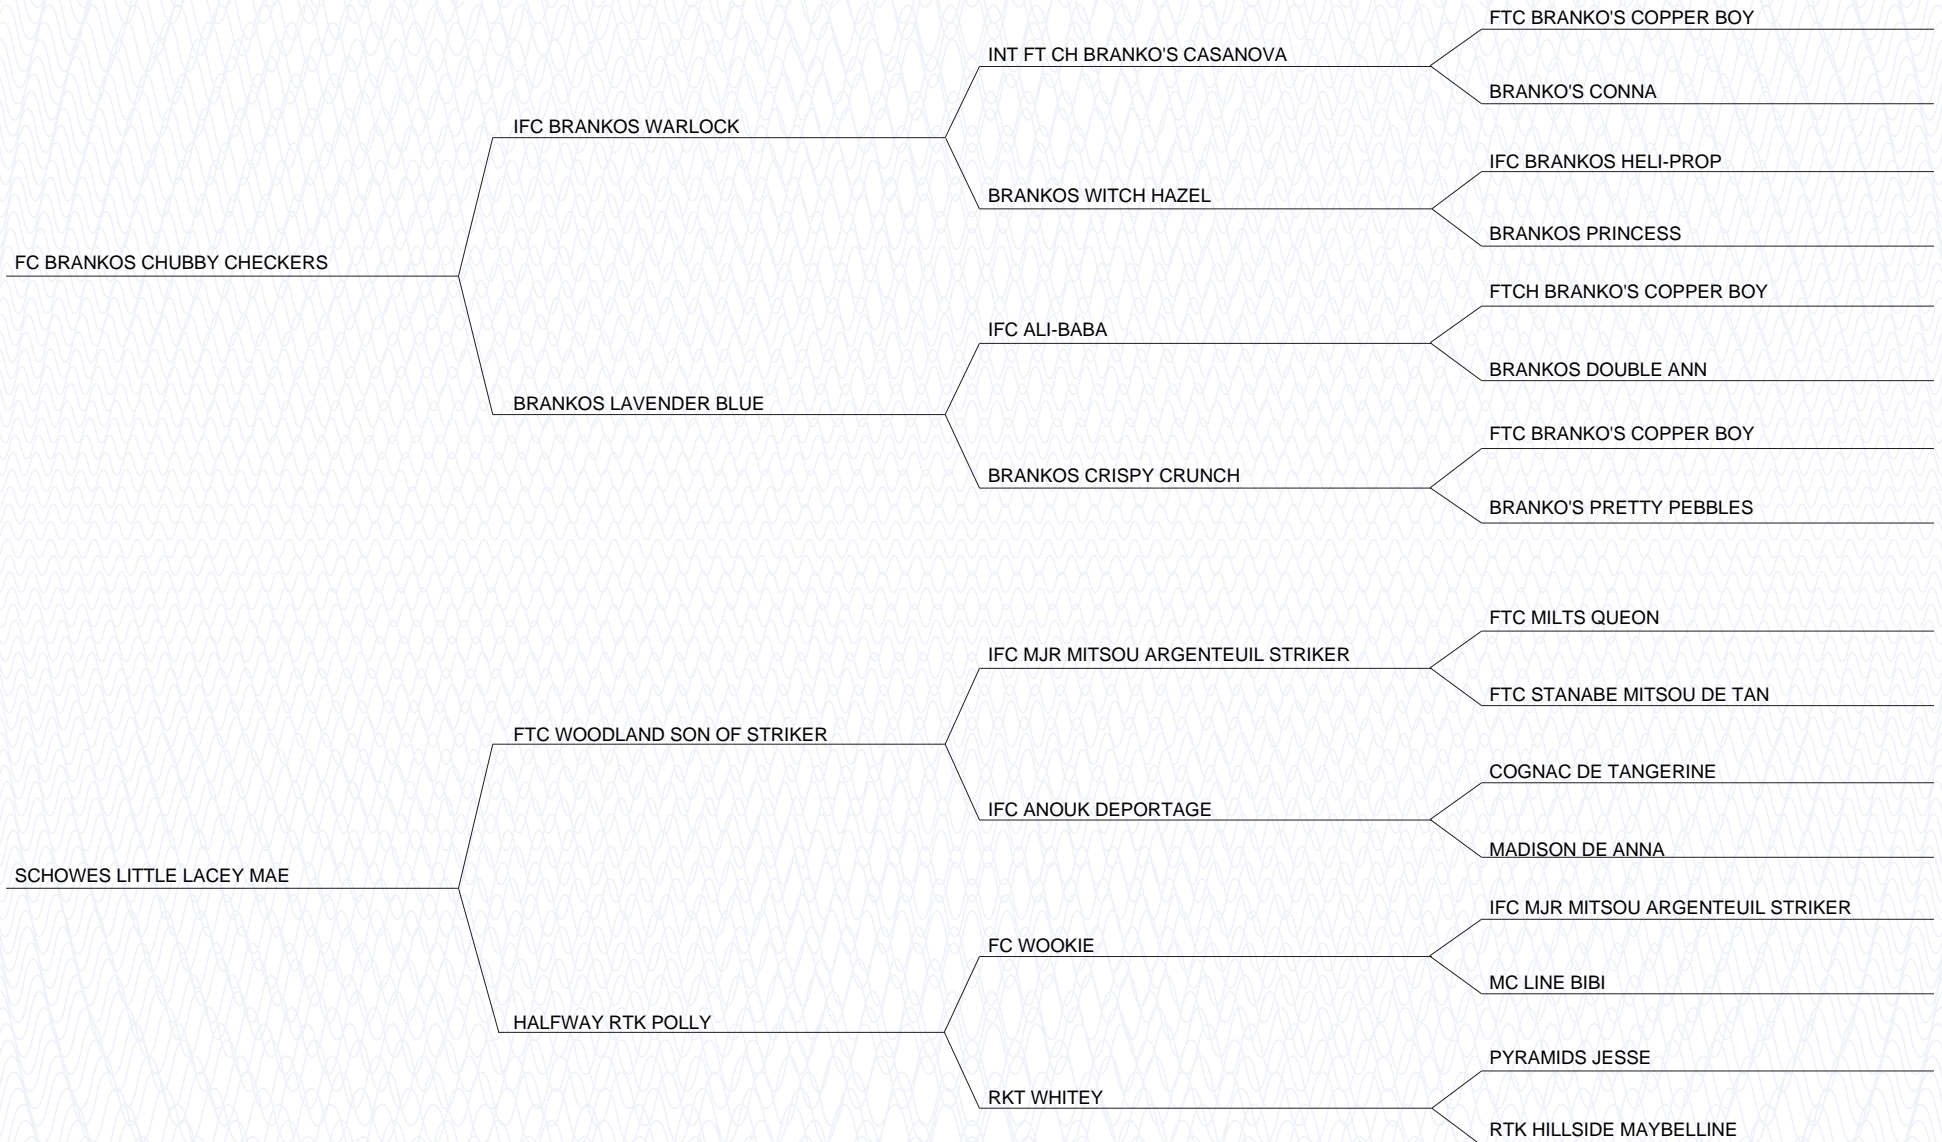 FTC BRANKO'S COPPER BOY
INT FT CH BRANKO'S CASANOVA
BRANKO'S CONNA
IFC BRANKOS WARLOCK
IFC BRANKOS HELI-PROP
BRANKOS WITCH HAZEL
BRANKOS PRINCESS
FC BRANKOS CHUBBY CHECKERS
FTCH BRANKO'S COPPER BOY
IFC ALI-BABA
BRANKOS DOUBLE ANN
BRANKOS LAVENDER BLUE
FTC BRANKO'S COPPER BOY
BRANKOS CRISPY CRUNCH
BRANKO'S PRETTY PEBBLES
FTC MILTS QUEON
IFC MJR MITSOU ARGENTEUIL STRIKER
FTC STANABE MITSOU DE TAN
FTC WOODLAND SON OF STRIKER
COGNAC DE TANGERINE
IFC ANOUK DEPORTAGE
MADISON DE ANNA
SCHOWES LITTLE LACEY MAE
IFC MJR MITSOU ARGENTEUIL STRIKER
FC WOOKIE
MC LINE BIBI
HALFWAY RTK POLLY
PYRAMIDS JESSE
RKT WHITEY
RTK HILLSIDE MAYBELLINE